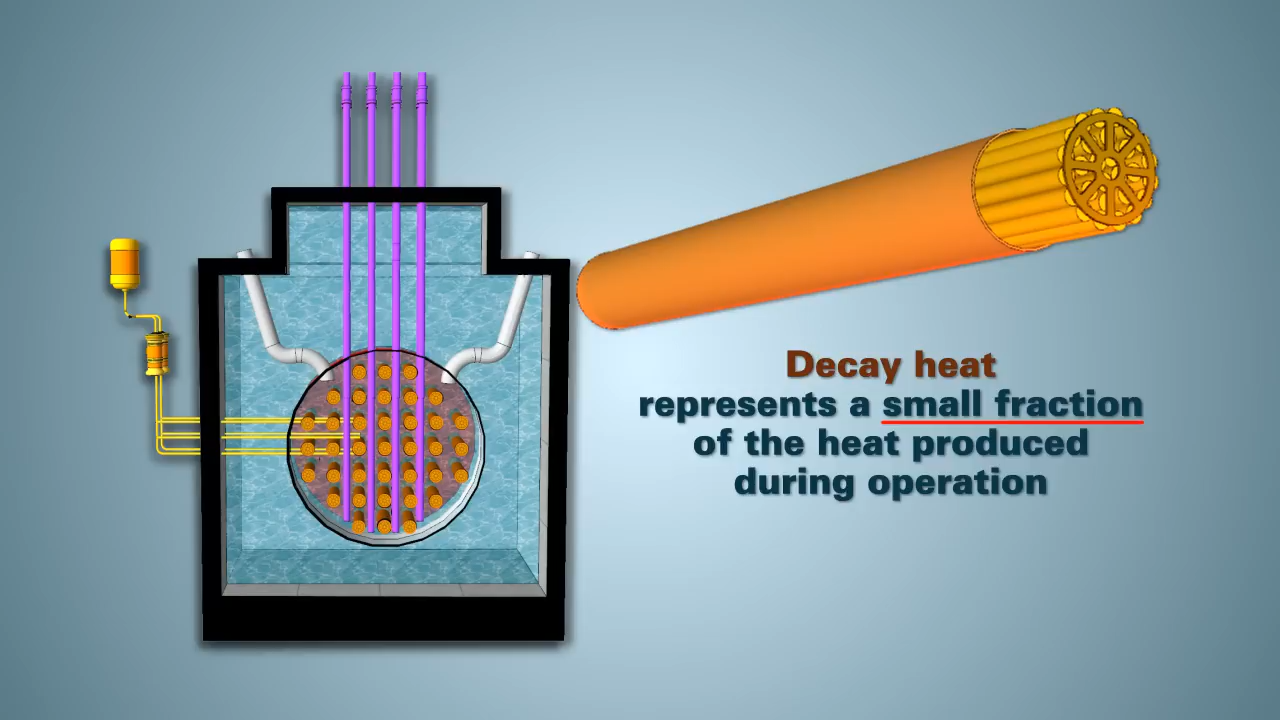 Decay heat
represents a small fraction
of the heat produced
during operation